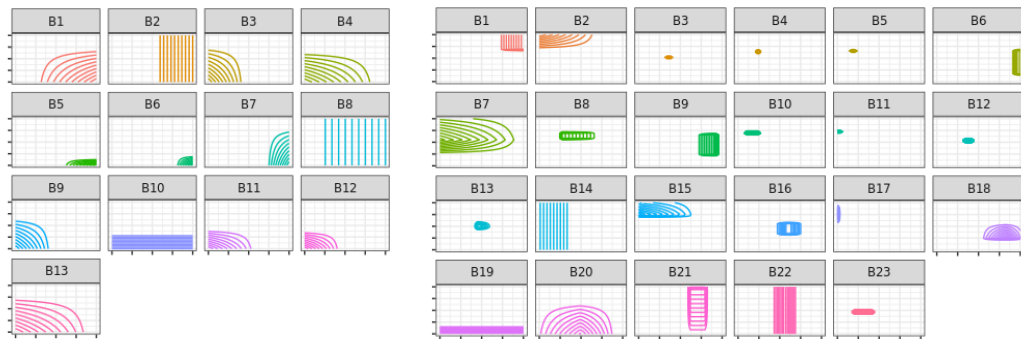 B1 B2 B3 B4
B5 B6 B7 B8
B9 B10 B11 B12
B13
B1 B2 B3 B4 B5 B6
B7 B8 B9 B10 B11 B12
B13 B14 B15 B16 B17 B18
B19 B20 B21 B22 B23